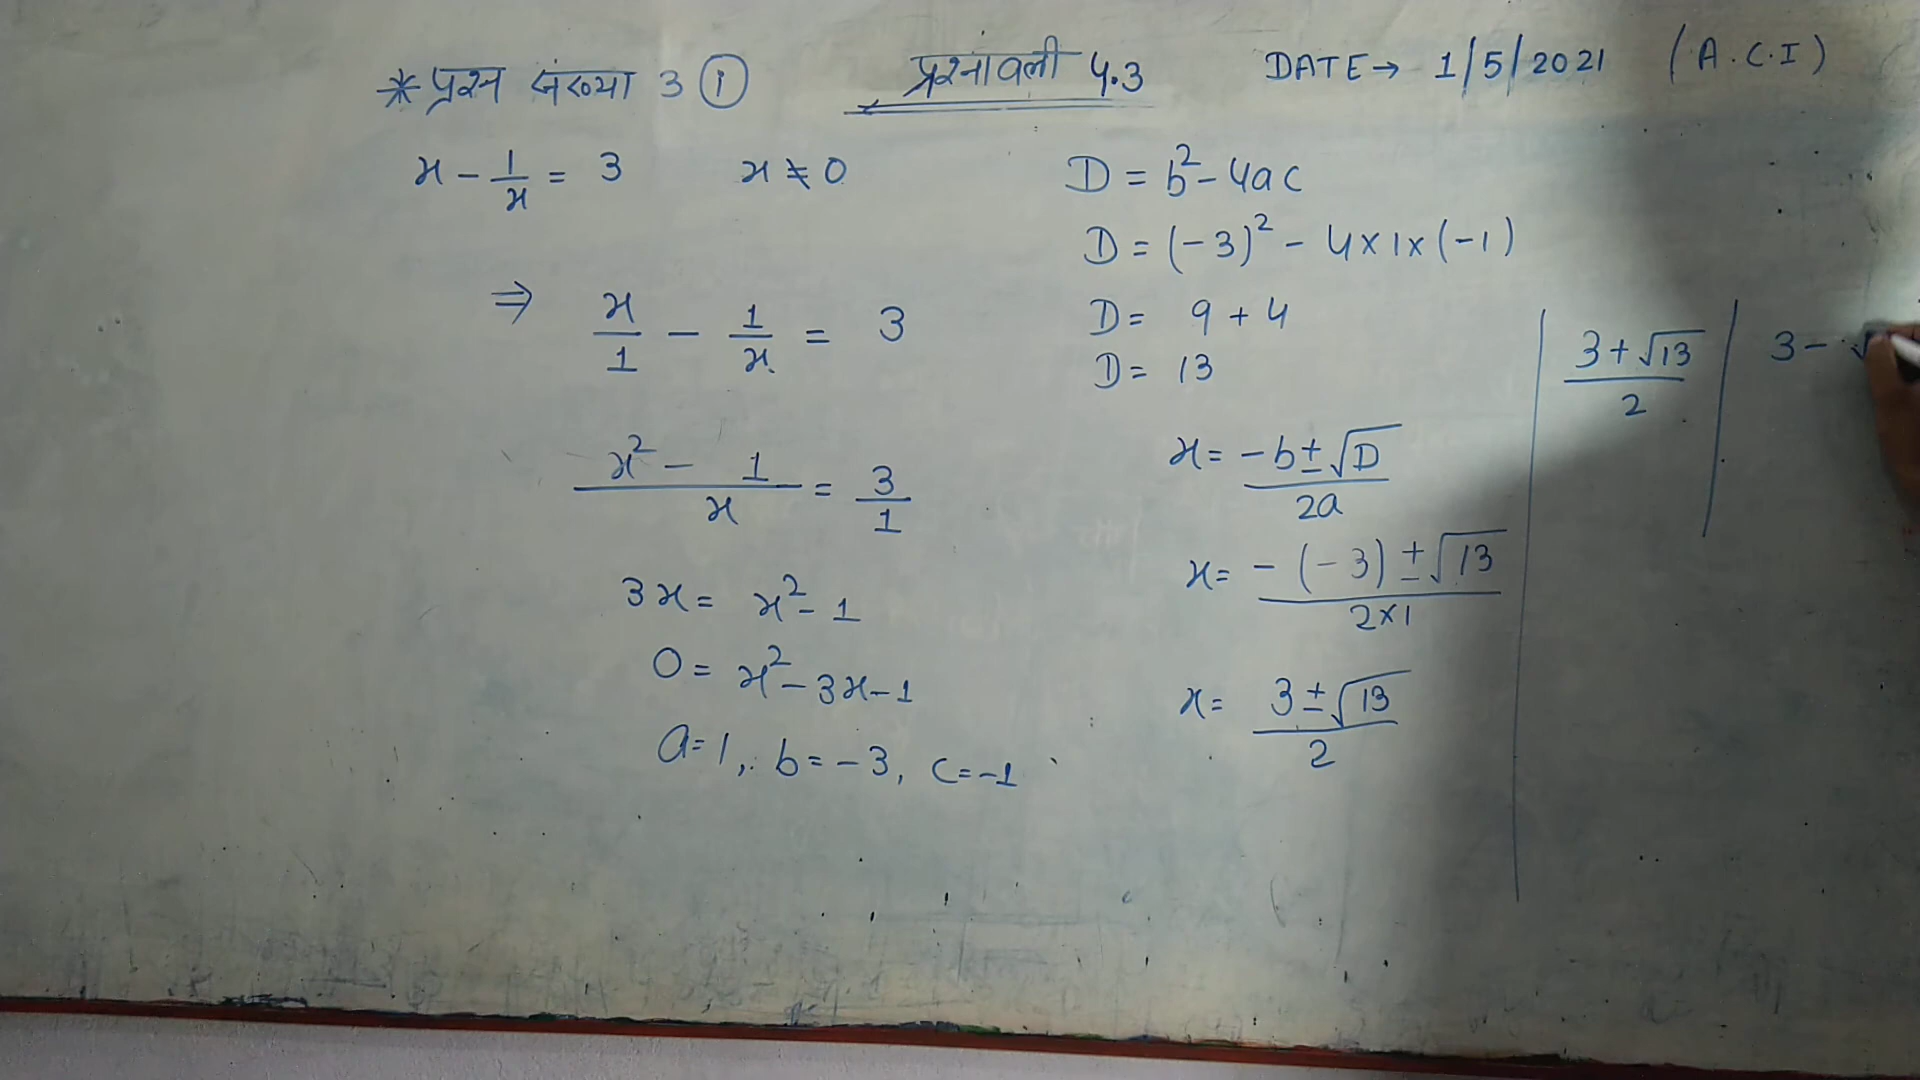 * प्रश्न संख्या 3 (i) प्रश्नावली 4.3 DATE → 1/5/2021 (A.C.I)
x - 1/x = 3 x ≠ 0
⇒ x/1 - 1/x = 3
(x² - 1)/x = 3/1
3x = x² - 1
0 = x² - 3x - 1
a = 1, b = -3, c = -1
D = b² - 4ac
D = (-3)² - 4×1×(-1)
D = 9 + 4
D = 13
x = (-b ± √D)/2a
x = (-(-3) ± √13)/(2×1)
x = (3 ± √13)/2
(3 + √13)/2
3 - √